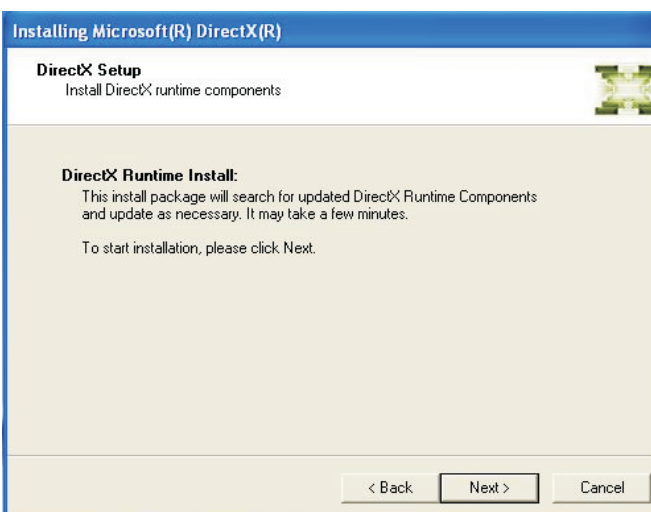 Installing Microsoft(R) DirectX(R)
DirectX Setup
Install DirectX runtime components
DirectX Runtime Install:
This install package will search for updated DirectX Runtime Components
and update as necessary. It may take a few minutes.
To start installation, please click Next.
< Back Next > Cancel